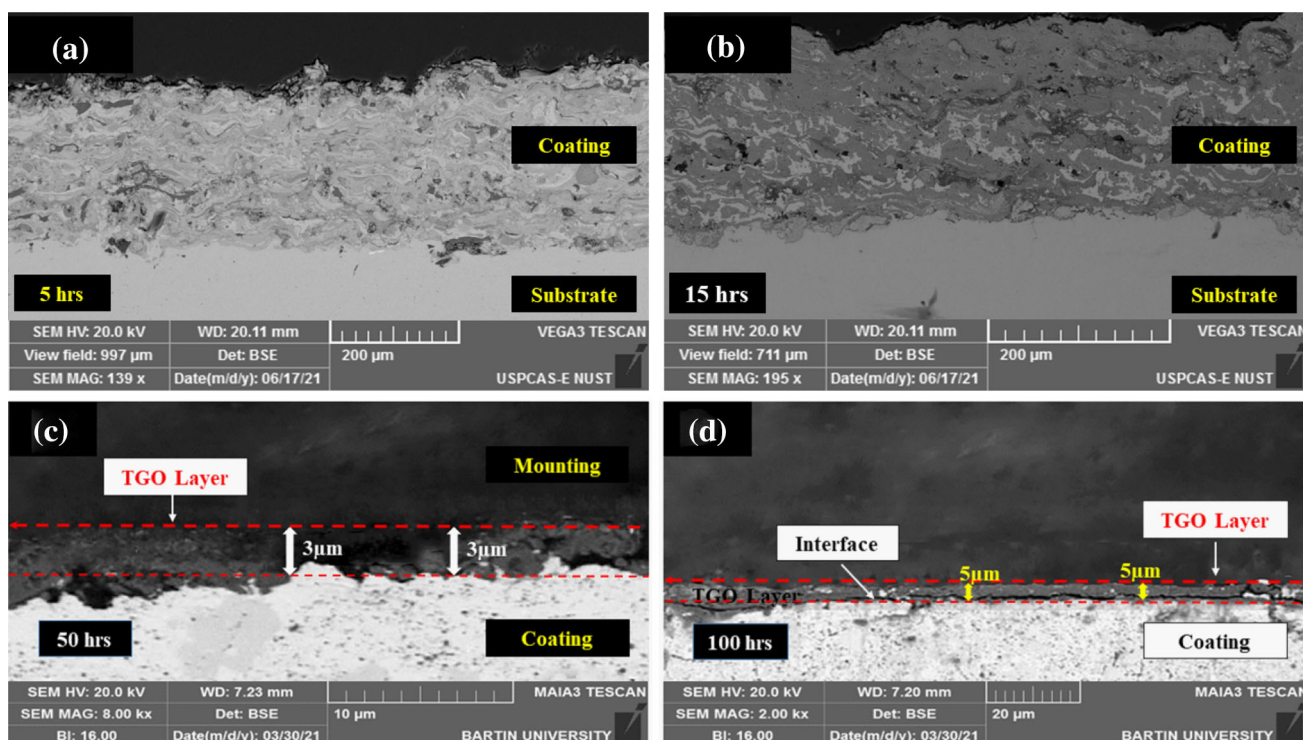 (a)
Coating
5 hrs
Substrate
SEM HV: 20.0 kV WD: 20.11 mm VEGA3 TESCAN
View field: 997 µm Det: BSE 200 µm
SEM MAG: 139 x Date(m/d/y): 06/17/21 USPCAS-E NUST
(b)
Coating
15 hrs
Substrate
SEM HV: 20.0 kV WD: 20.11 mm VEGA3 TESCAN
View field: 711 µm Det: BSE 200 µm
SEM MAG: 195 x Date(m/d/y): 06/17/21 USPCAS-E NUST
(c)
TGO Layer
Mounting
3µm 3µm
50 hrs
Coating
SEM HV: 20.0 kV WD: 7.23 mm MAIA3 TESCAN
SEM MAG: 8.00 kx Det: BSE 10 µm
BI: 16.00 Date(m/d/y): 03/30/21 BARTIN UNIVERSITY
(d)
TGO Layer
Interface
5µm 5µm
TGO Layer
100 hrs
Coating
SEM HV: 20.0 kV WD: 7.20 mm MAIA3 TESCAN
SEM MAG: 2.00 kx Det: BSE 20 µm
BI: 16.00 Date(m/d/y): 03/30/21 BARTIN UNIVERSITY